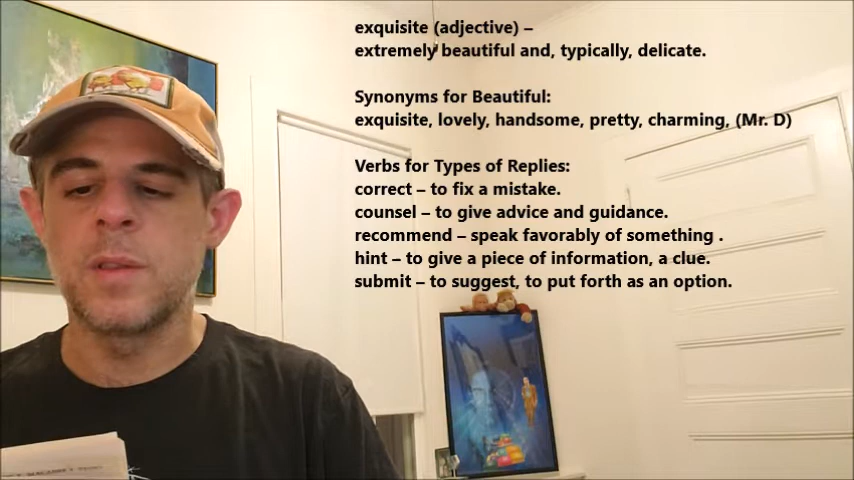 exquisite (adjective) –
extremely beautiful and, typically, delicate.
Synonyms for Beautiful:
exquisite, lovely, handsome, pretty, charming, (Mr. D)
Verbs for Types of Replies:
correct – to fix a mistake.
counsel – to give advice and guidance.
recommend – speak favorably of something .
hint – to give a piece of information, a clue.
submit – to suggest, to put forth as an option.